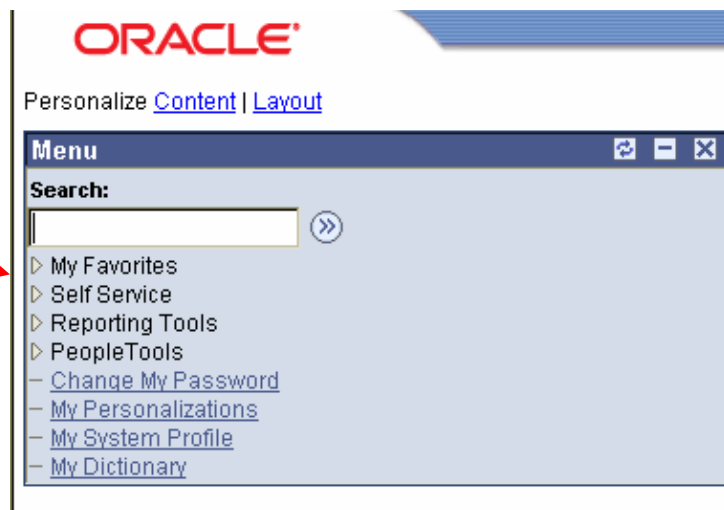 ORACLE
Personalize Content | Layout
Menu
Search:
My Favorites
Self Service
Reporting Tools
PeopleTools
Change My Password
My Personalizations
My System Profile
My Dictionary